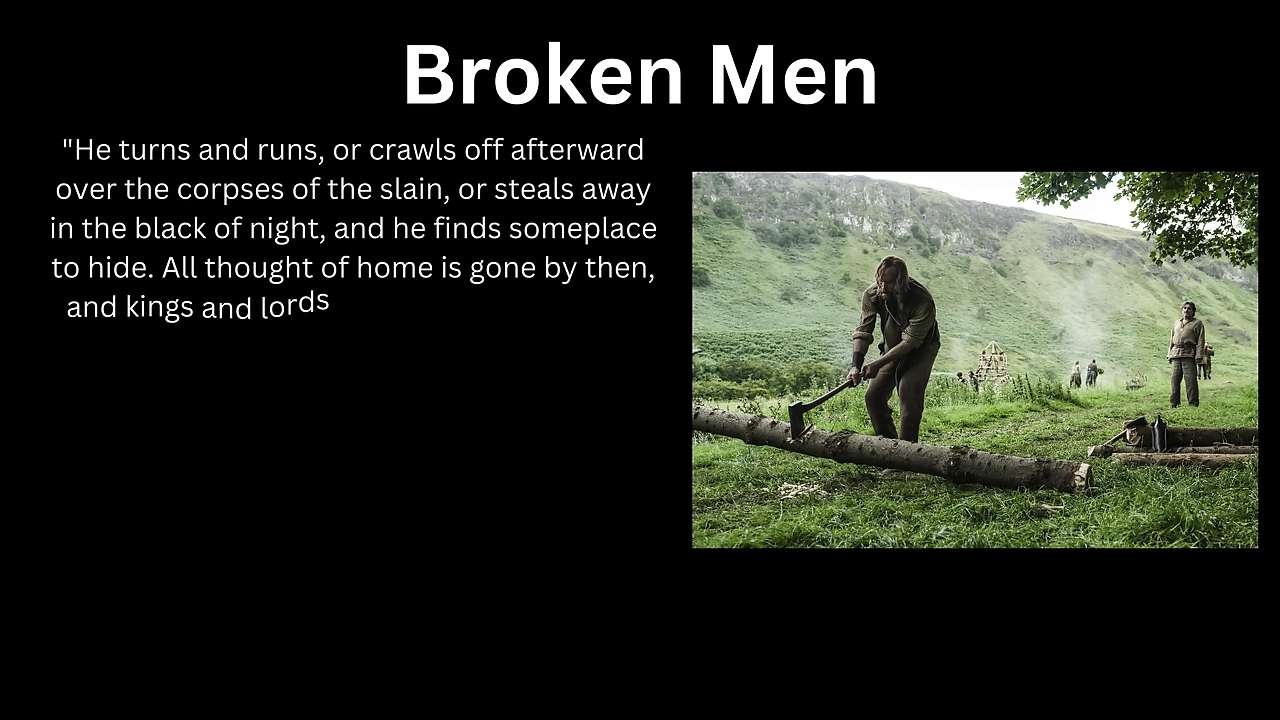 Broken Men
"He turns and runs, or crawls off afterward
over the corpses of the slain, or steals away
in the black of night, and he finds someplace
to hide. All thought of home is gone by then,
and kings and lords